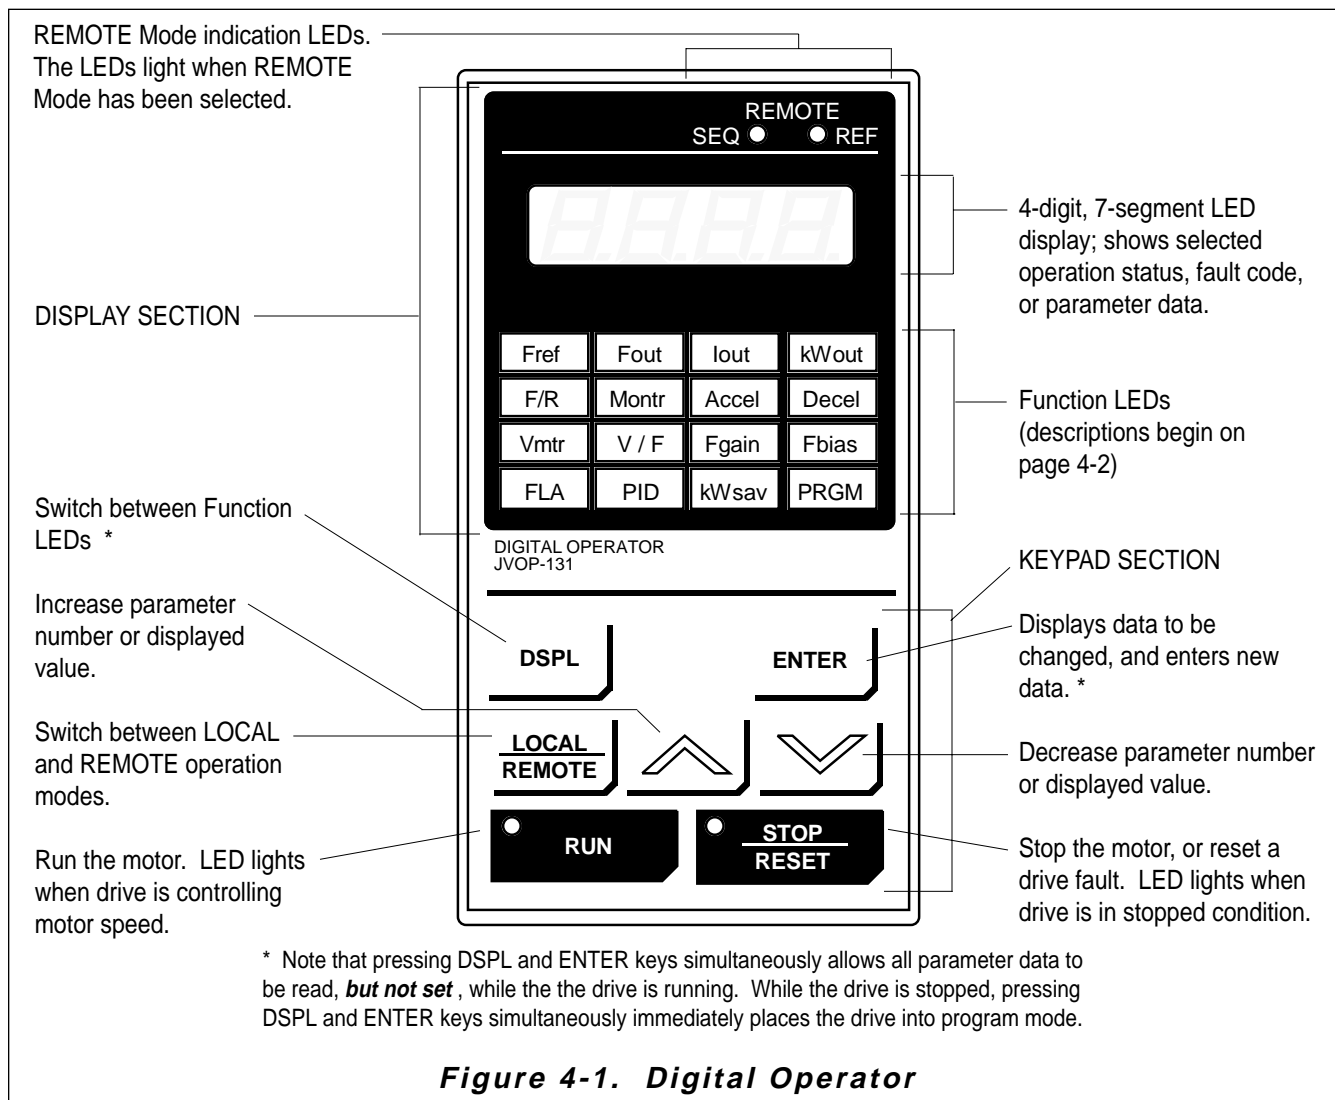 REMOTE Mode indication LEDs.
The LEDs light when REMOTE
Mode has been selected.
REMOTE
SEQ REF
8.8.8.8
4-digit, 7-segment LED
display; shows selected
operation status, fault code,
or parameter data.
DISPLAY SECTION
Fref Fout Iout kWout
F/R Montr Accel Decel
Vmtr V / F Fgain Fbias
FLA PID kWsav PRGM
Function LEDs
(descriptions begin on
page 4-2)
Switch between Function
LEDs *
DIGITAL OPERATOR
JVOP-131
KEYPAD SECTION
Increase parameter
number or displayed
value.
DSPL
ENTER
Displays data to be
changed, and enters new
data. *
Switch between LOCAL
and REMOTE operation
modes.
LOCAL
REMOTE
Decrease parameter number
or displayed value.
Run the motor. LED lights
when drive is controlling
motor speed.
RUN
STOP
RESET
Stop the motor, or reset a
drive fault. LED lights when
drive is in stopped condition.
* Note that pressing DSPL and ENTER keys simultaneously allows all parameter data to
be read, but not set , while the the drive is running. While the drive is stopped, pressing
DSPL and ENTER keys simultaneously immediately places the drive into program mode.
Figure 4-1. Digital Operator